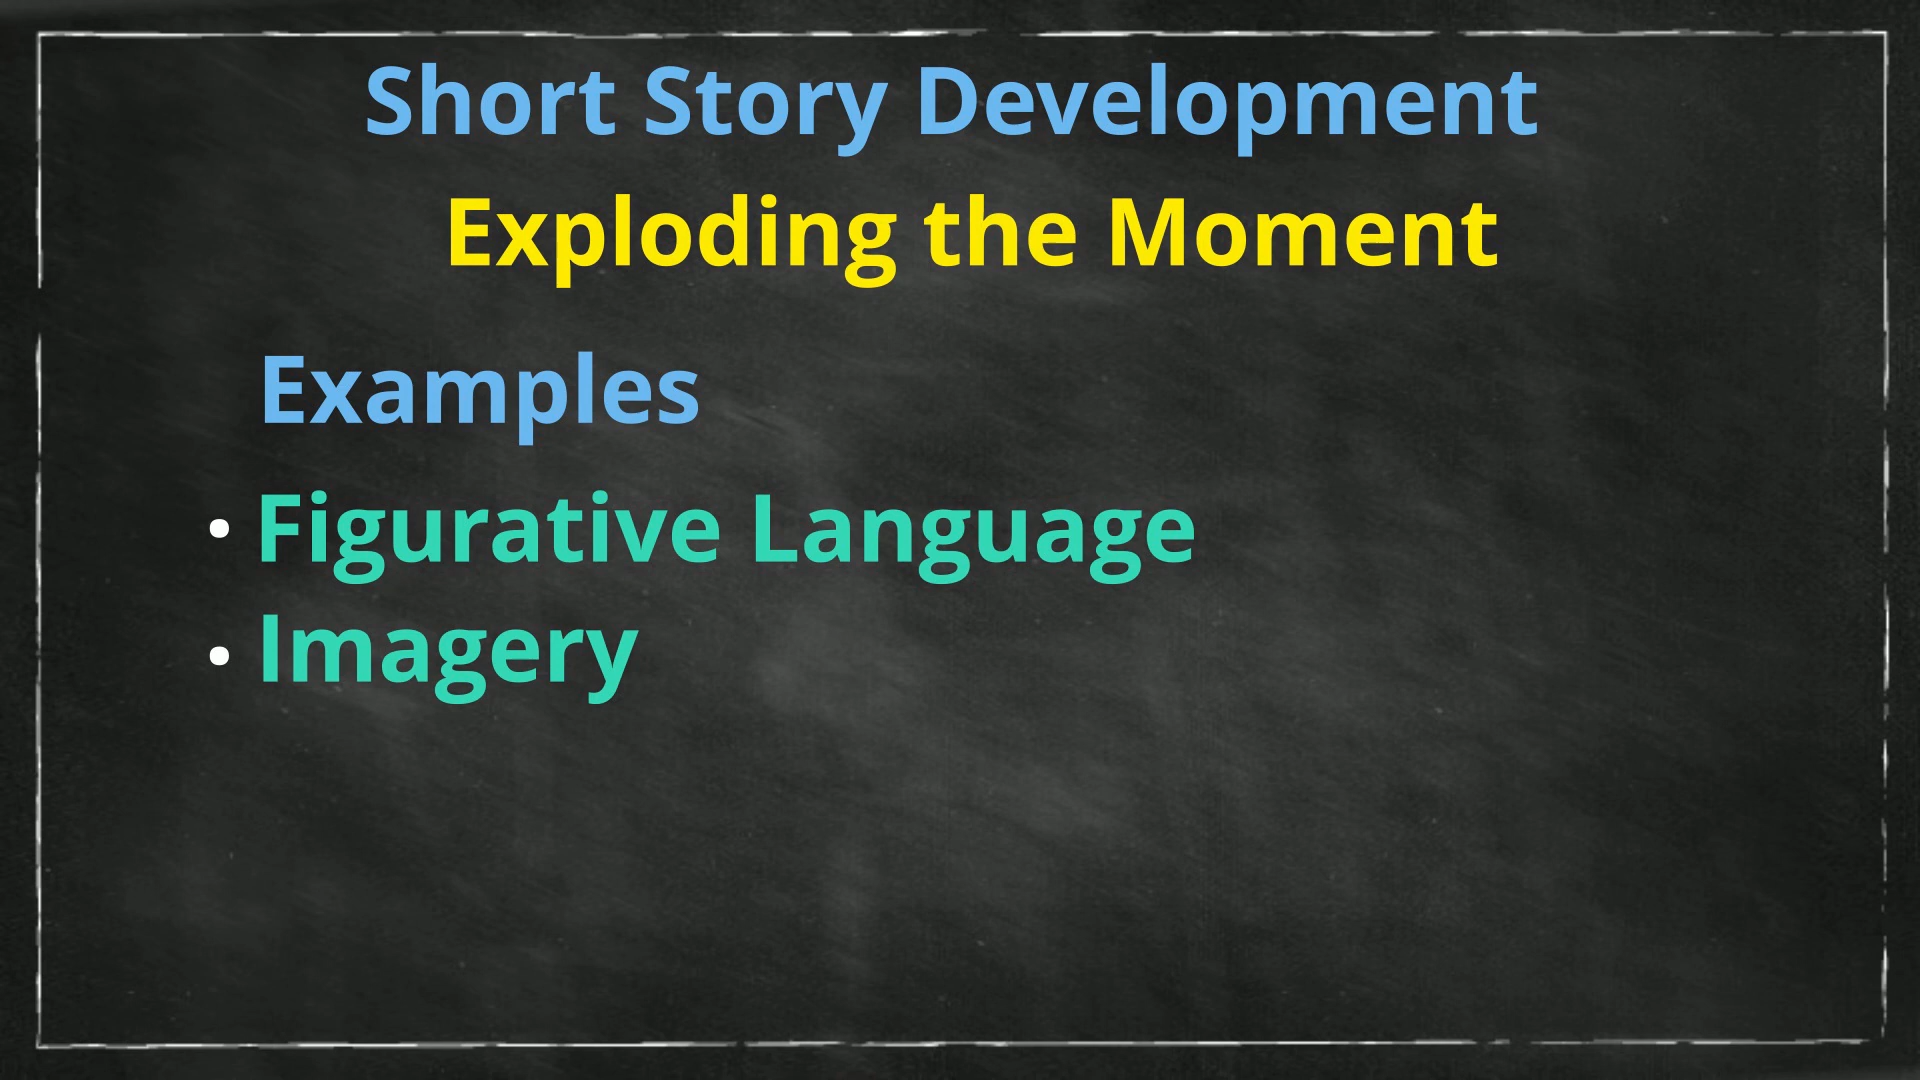 Short Story Development
Exploding the Moment
Examples
• Figurative Language
• Imagery